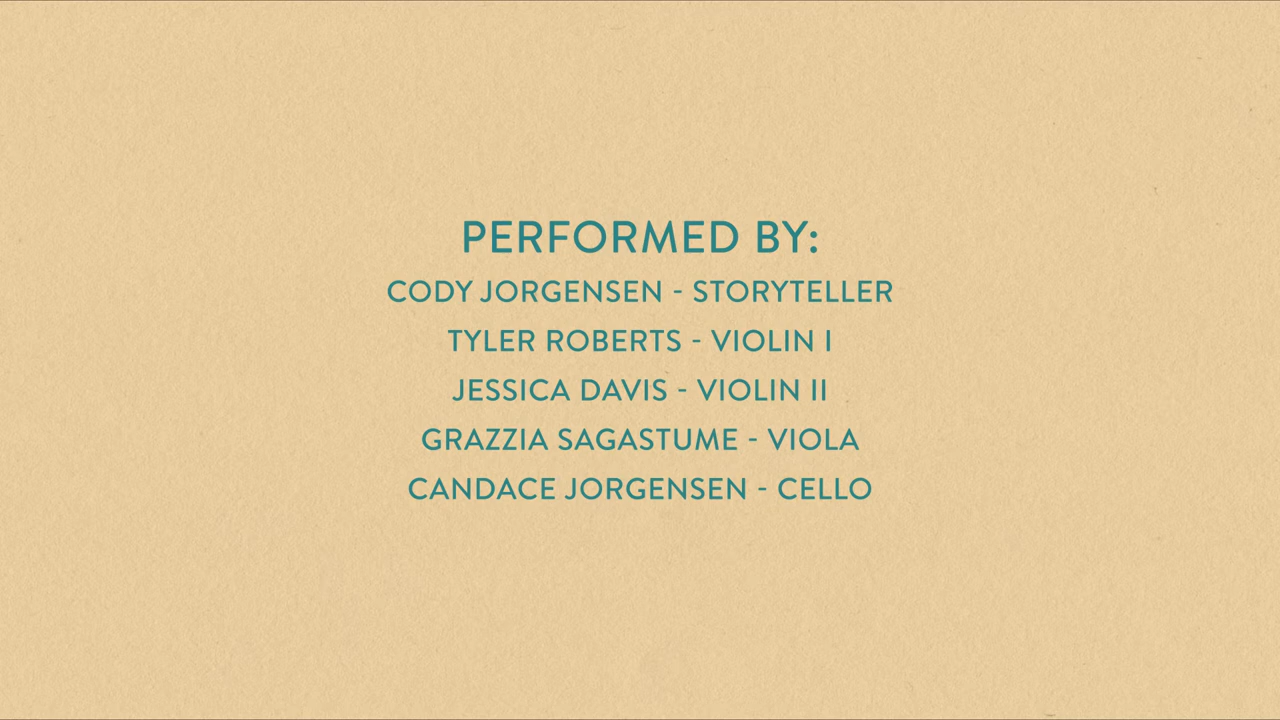 PERFORMED BY:
CODY JORGENSEN - STORYTELLER
TYLER ROBERTS - VIOLIN I
JESSICA DAVIS - VIOLIN II
GRAZZIA SAGASTUME - VIOLA
CANDACE JORGENSEN - CELLO